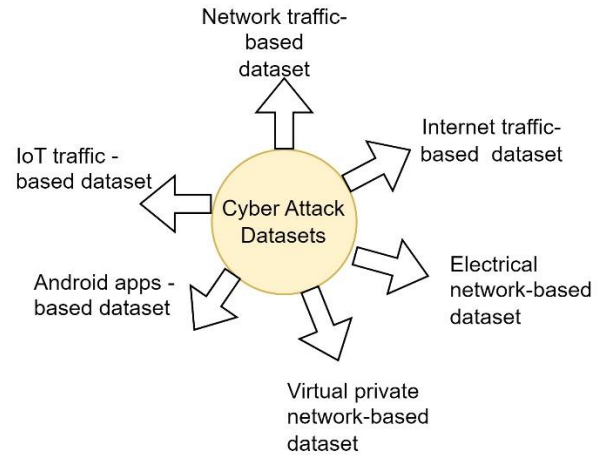 Network traffic-
based
dataset
Internet traffic-
based dataset
IoT traffic -
based dataset
Cyber Attack
Datasets
Electrical
network-based
dataset
Android apps -
based dataset
Virtual private
network-based
dataset